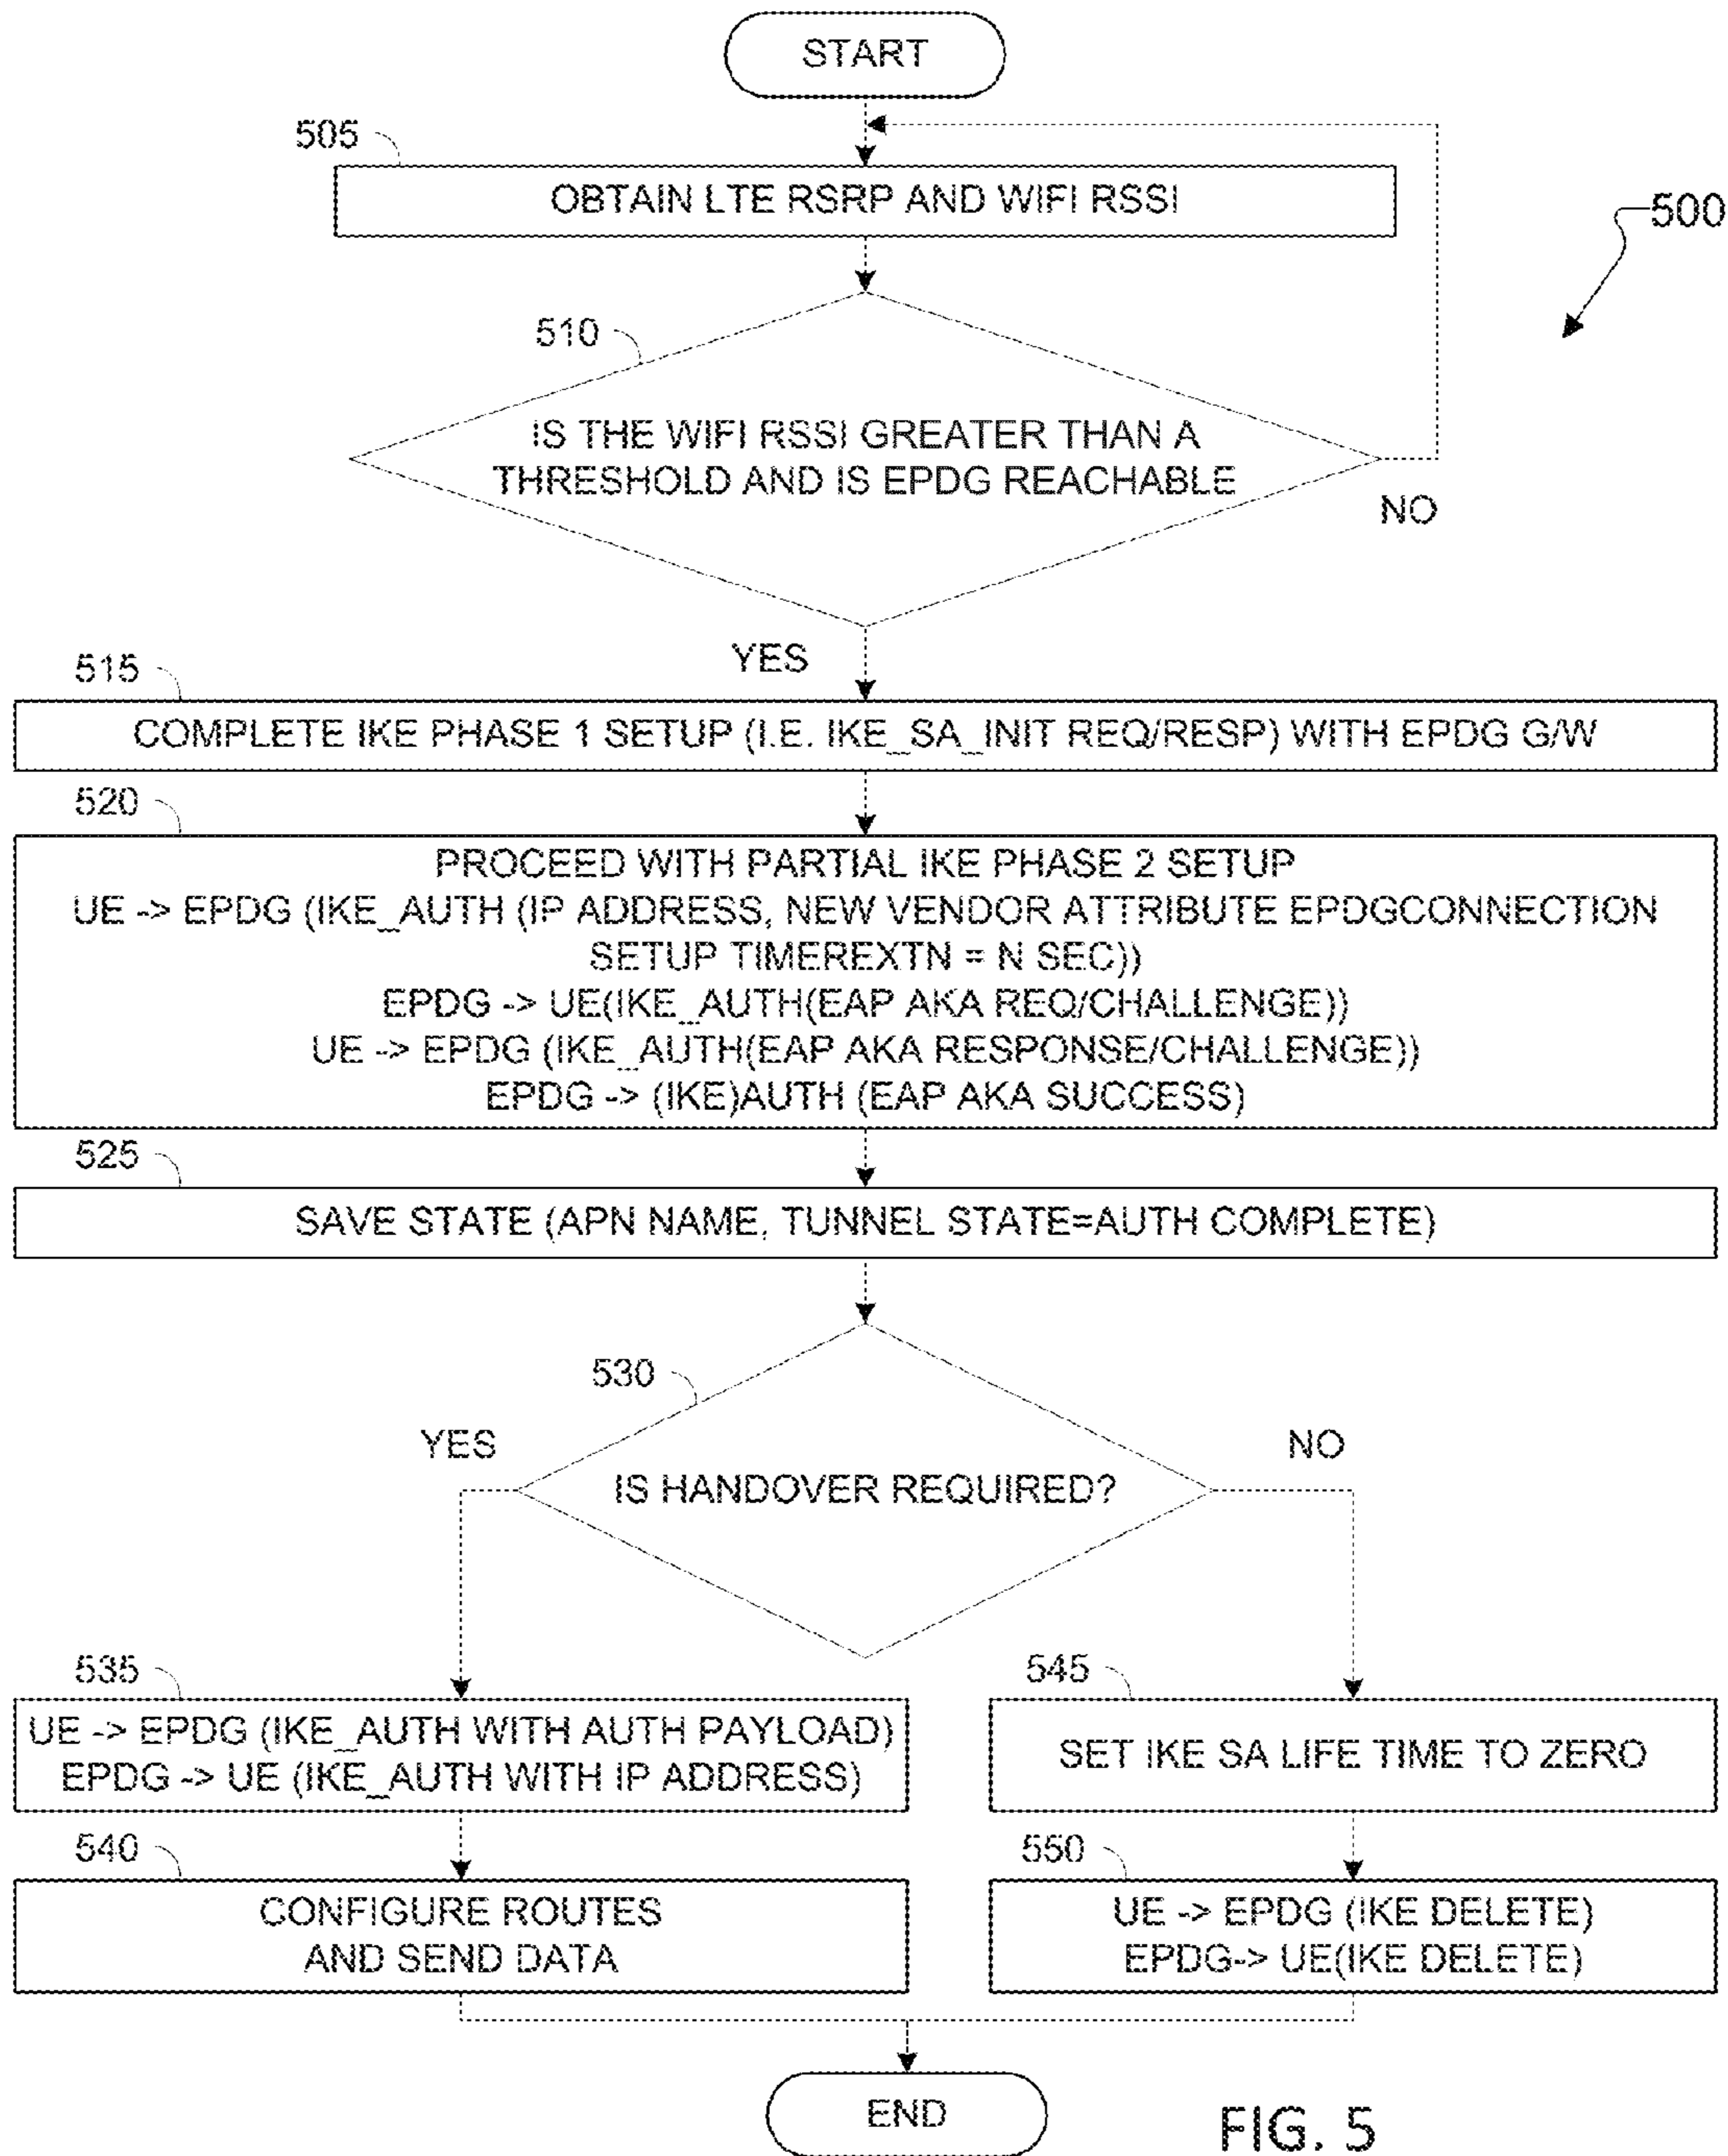 START
505
OBTAIN LTE RSRP AND WIFI RSSI
500
510
IS THE WIFI RSSI GREATER THAN A
THRESHOLD AND IS EPDG REACHABLE
NO
YES
515
COMPLETE IKE PHASE 1 SETUP (I.E. IKE_SA_INIT REQ/RESP) WITH EPDG G/W
520
PROCEED WITH PARTIAL IKE PHASE 2 SETUP
UE -> EPDG (IKE_AUTH (IP ADDRESS, NEW VENDOR ATTRIBUTE EPDGCONNECTION
SETUP TIMEREXTN = N SEC))
EPDG -> UE(IKE_AUTH(EAP AKA REQ/CHALLENGE))
UE -> EPDG (IKE_AUTH(EAP AKA RESPONSE/CHALLENGE))
EPDG -> (IKE)AUTH (EAP AKA SUCCESS)
525
SAVE STATE (APN NAME, TUNNEL STATE=AUTH COMPLETE)
530
YES
NO
IS HANDOVER REQUIRED?
535
UE -> EPDG (IKE_AUTH WITH AUTH PAYLOAD)
EPDG -> UE (IKE_AUTH WITH IP ADDRESS)
545
SET IKE SA LIFE TIME TO ZERO
540
CONFIGURE ROUTES
AND SEND DATA
550
UE -> EPDG (IKE DELETE)
EPDG-> UE(IKE DELETE)
END
FIG. 5